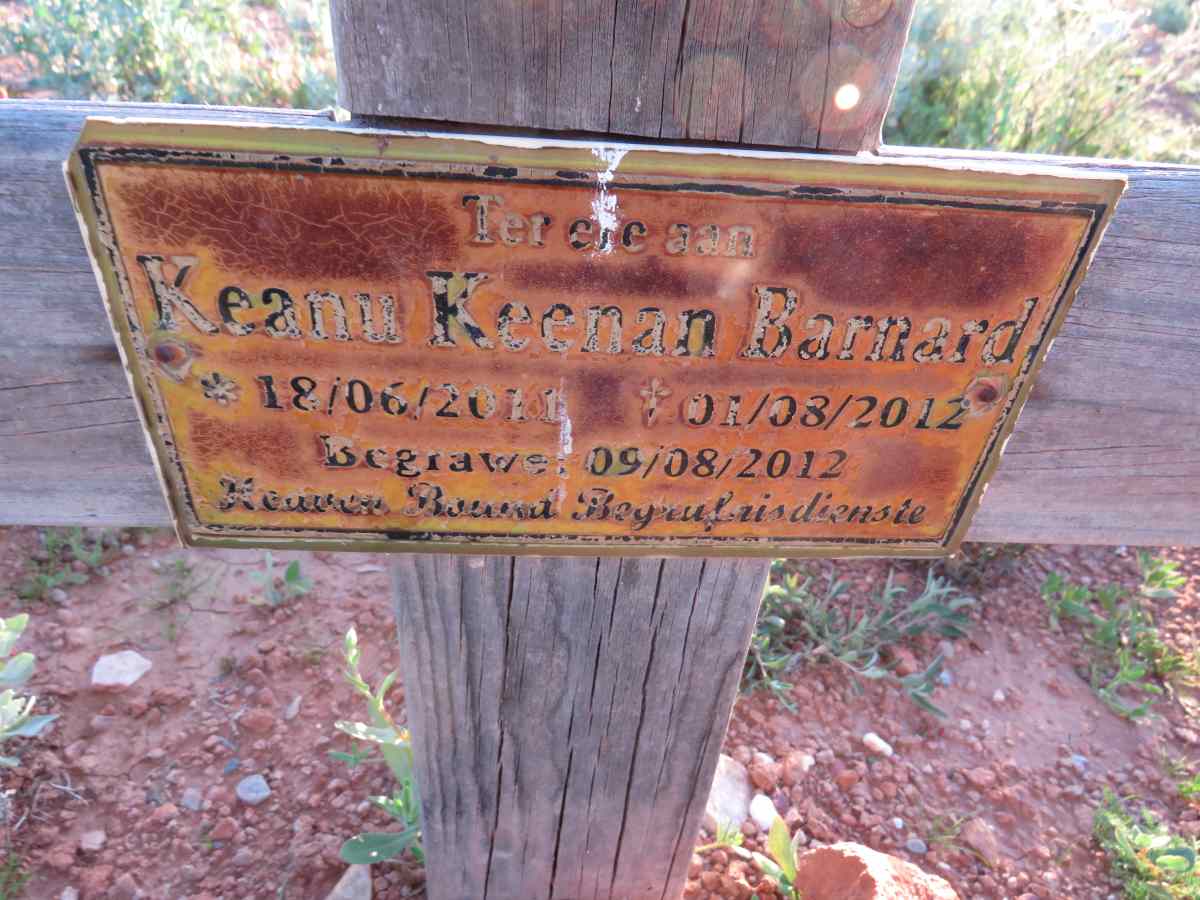 Ter ere aan
Keanu Keenan Barnard
* 18/06/2011 † 01/08/2012
Begrawe: 09/08/2012
Heaven Bound Begrafnisdienste